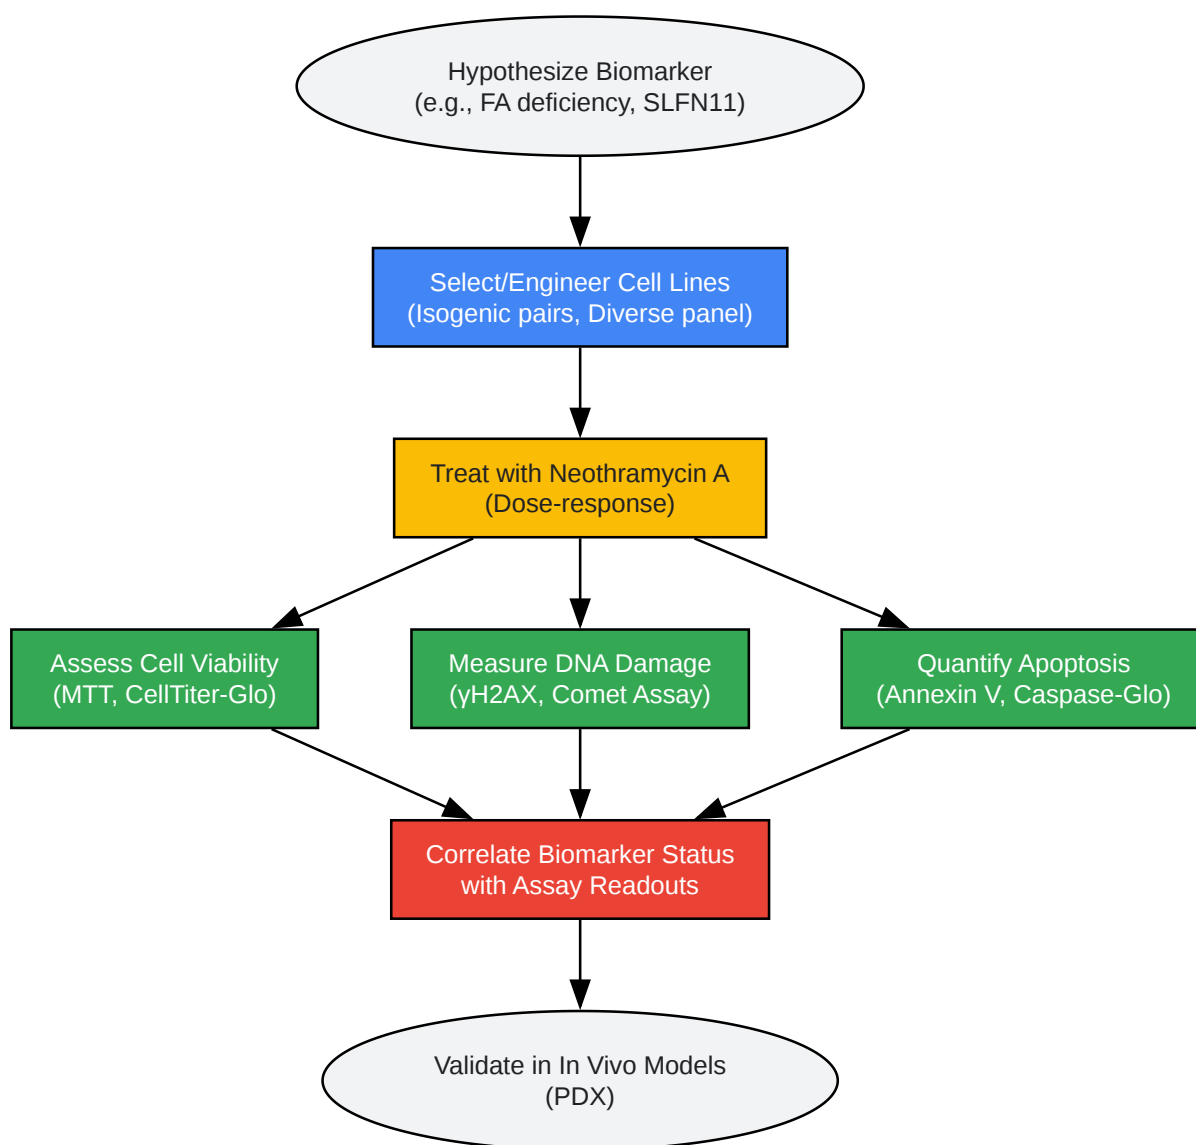 Hypothesize Biomarker
(e.g., FA deficiency, SLFN11)
Select/Engineer Cell Lines
(Isogenic pairs, Diverse panel)
Treat with Neothramycin A
(Dose-response)
Assess Cell Viability
(MTT, CellTiter-Glo)
Measure DNA Damage
(γH2AX, Comet Assay)
Quantify Apoptosis
(Annexin V, Caspase-Glo)
Correlate Biomarker Status
with Assay Readouts
Validate in In Vivo Models
(PDX)